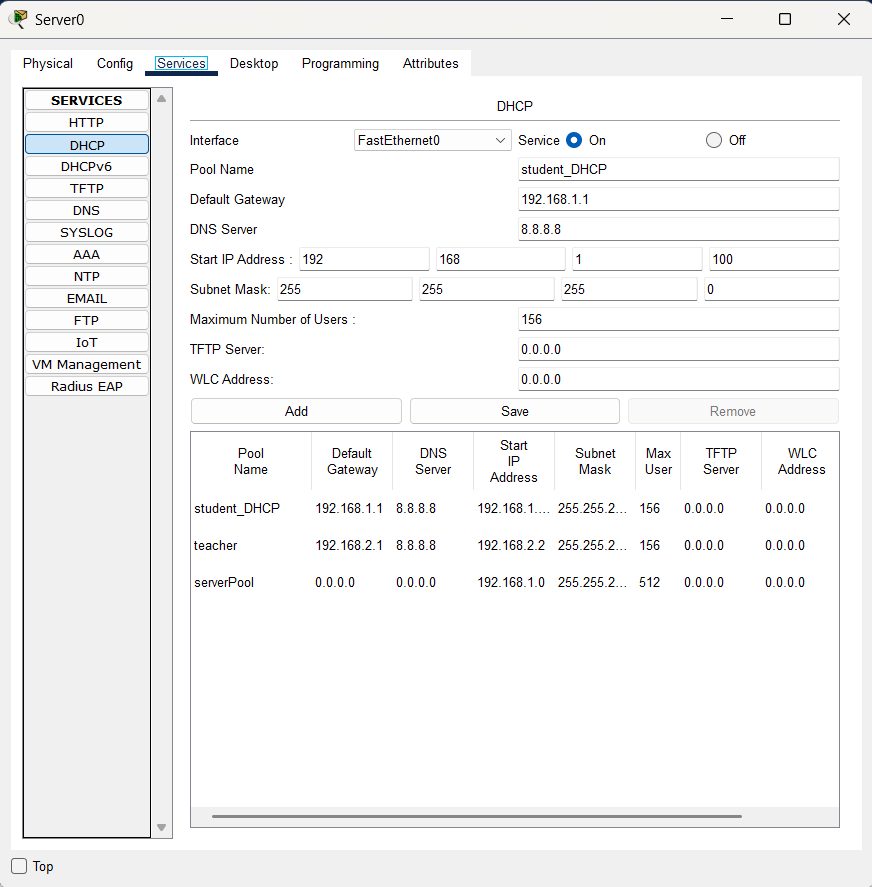 Server0
Physical Config Services Desktop Programming Attributes
SERVICES
HTTP
DHCP
DHCPv6
TFTP
DNS
SYSLOG
AAA
NTP
EMAIL
FTP
IoT
VM Management
Radius EAP
DHCP
Interface FastEthernet0 Service On Off
Pool Name student_DHCP
Default Gateway 192.168.1.1
DNS Server 8.8.8.8
Start IP Address : 192 168 1 100
Subnet Mask: 255 255 255 0
Maximum Number of Users : 156
TFTP Server: 0.0.0.0
WLC Address: 0.0.0.0
Add Save Remove
Pool Name Default Gateway DNS Server Start IP Address Subnet Mask Max User TFTP Server WLC Address
student_DHCP 192.168.1.1 8.8.8.8 192.168.1.... 255.255.2... 156 0.0.0.0 0.0.0.0
teacher 192.168.2.1 8.8.8.8 192.168.2.2 255.255.2... 156 0.0.0.0 0.0.0.0
serverPool 0.0.0.0 0.0.0.0 192.168.1.0 255.255.2... 512 0.0.0.0 0.0.0.0
Top